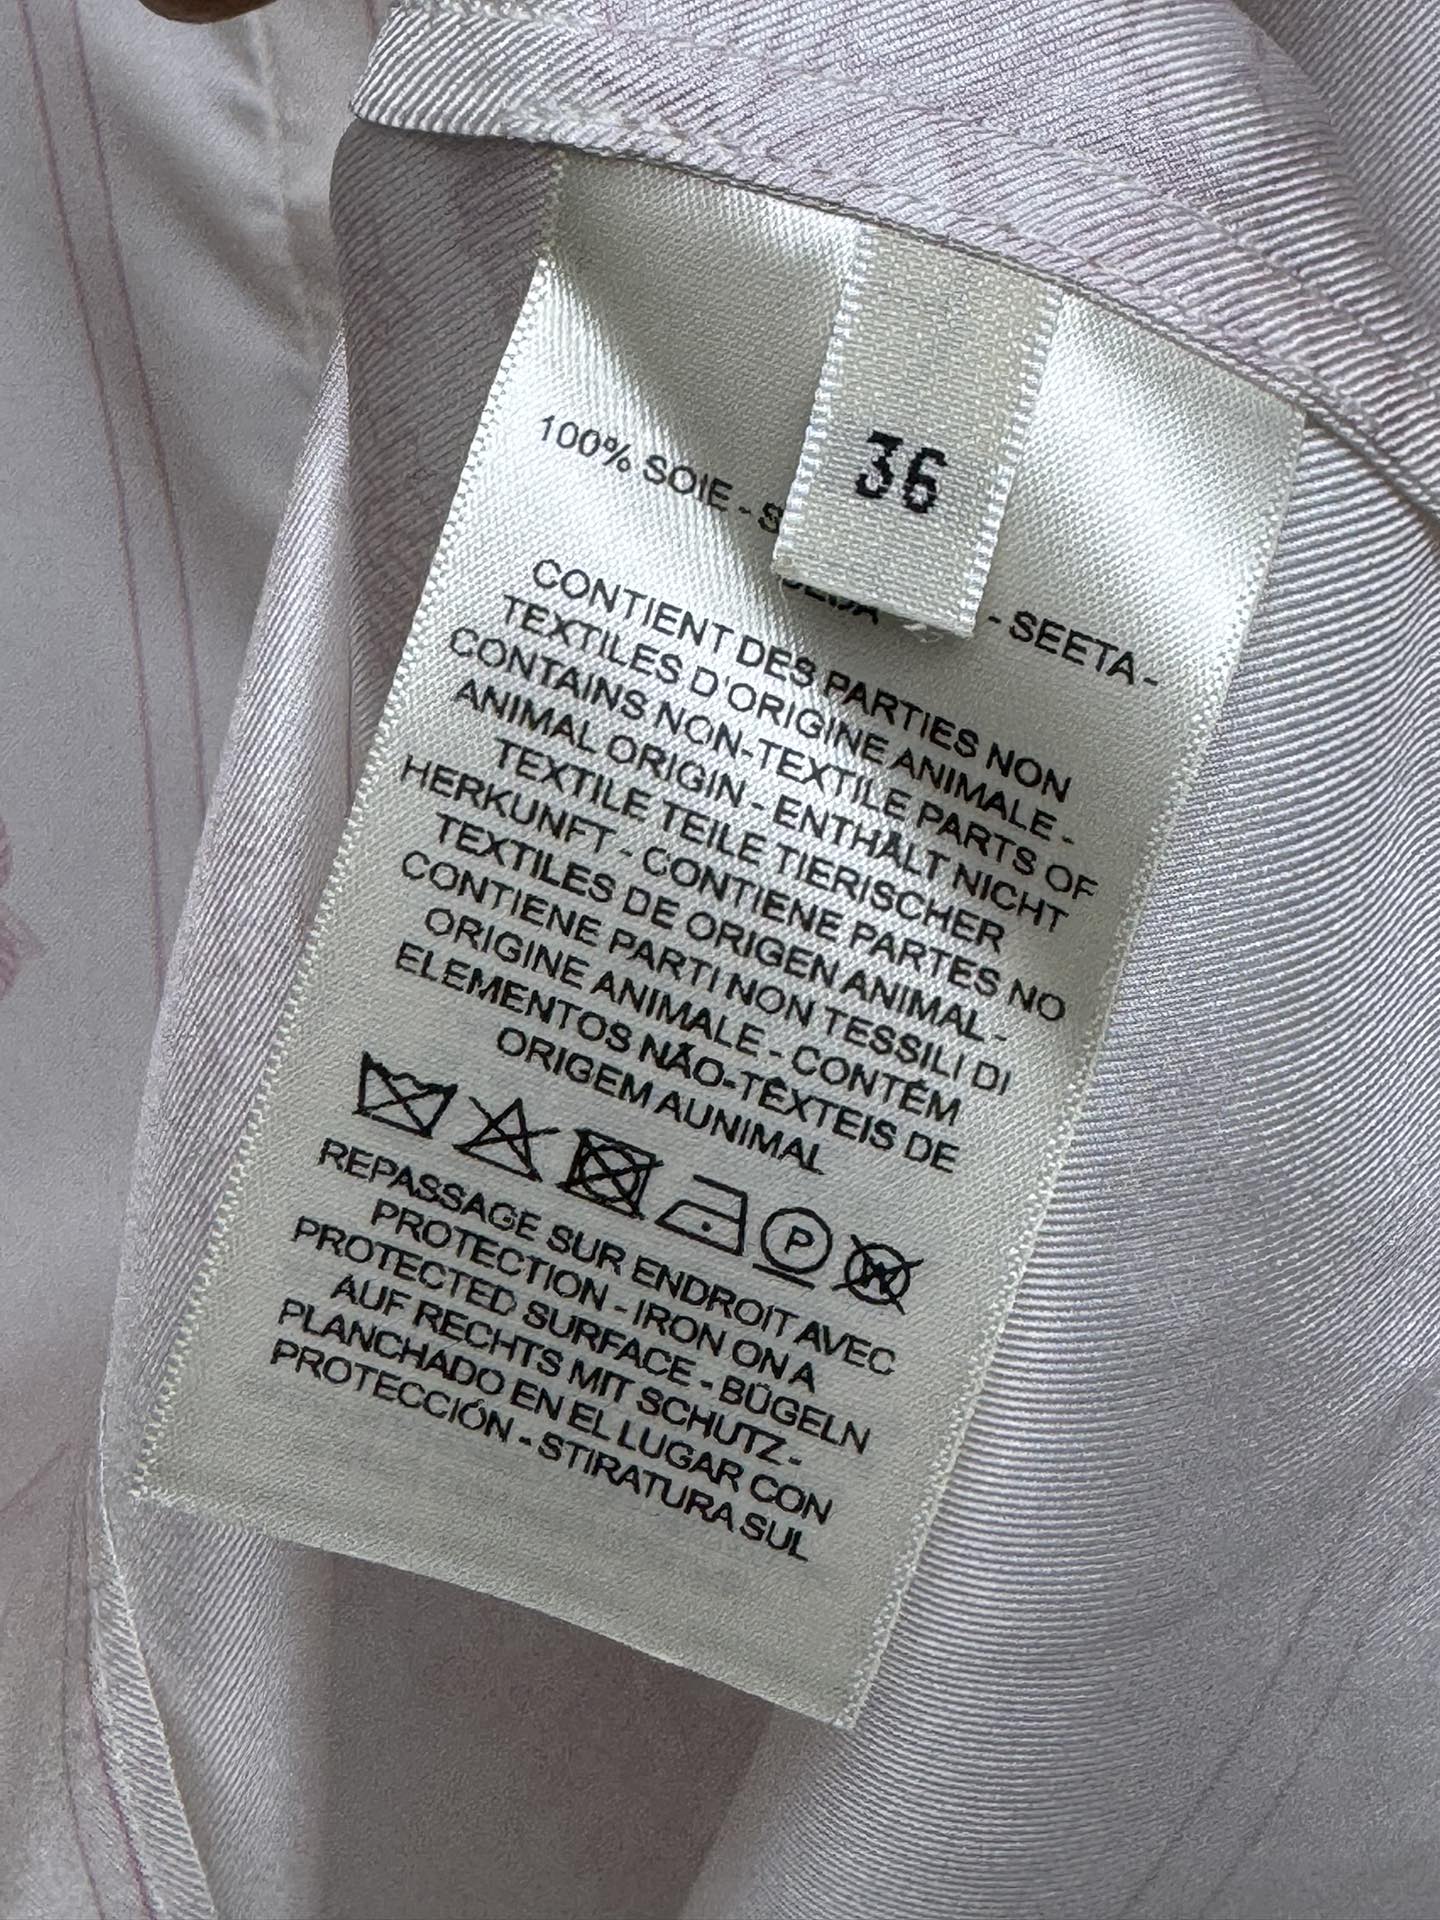 36
100% SOIE -
- SEETA -
CONTIENT DES PARTIES NON
TEXTILES D'ORIGINE ANIMALE -
CONTAINS NON-TEXTILE PARTS OF
ANIMAL ORIGIN - ENTHÄLT NICHT
TEXTILE TEILE TIERISCHER
HERKUNFT - CONTIENE PARTES NO
TEXTILES DE ORIGEN ANIMAL -
CONTIENE PARTI NON TESSILI DI
ORIGINE ANIMALE - CONTÉM
ELEMENTOS NÃO-TÊXTEIS DE
ORIGEM AUNIMAL
P W
REPASSAGE SUR ENDROIT AVEC
PROTECTION - IRON ON A
PROTECTED SURFACE - BÜGELN
AUF RECHTS MIT SCHUTZ -
PLANCHADO EN EL LUGAR CON
PROTECCIÓN - STIRATURA SUL